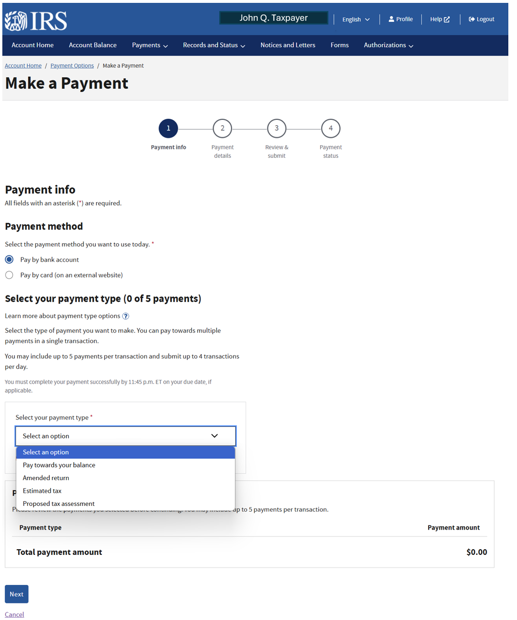 IRS
John Q. Taxpayer
English
Profile
Help
Logout
Account Home
Account Balance
Payments
Records and Status
Notices and Letters
Forms
Authorizations
Account Home / Payment Options / Make a Payment
Make a Payment
1
2
3
4
Payment info
Payment
details
Review &
submit
Payment
status
Payment info
All fields with an asterisk (*) are required.
Payment method
Select the payment method you want to use today. *
Pay by bank account
Pay by card (on an external website)
Select your payment type (0 of 5 payments)
Learn more about payment type options ?
Select the type of payment you want to make. You can pay towards multiple
payments in a single transaction.
You may include up to 5 payments per transaction and submit up to 4 transactions
per day.
You must complete your payment successfully by 11:45 p.m. ET on your due date, if
applicable.
Select your payment type *
Select an option
Select an option
Pay towards your balance
Amended return
Estimated tax
Proposed tax assessment
up to 5 payments per transaction.
Payment type
Payment amount
Total payment amount
$0.00
Next
Cancel